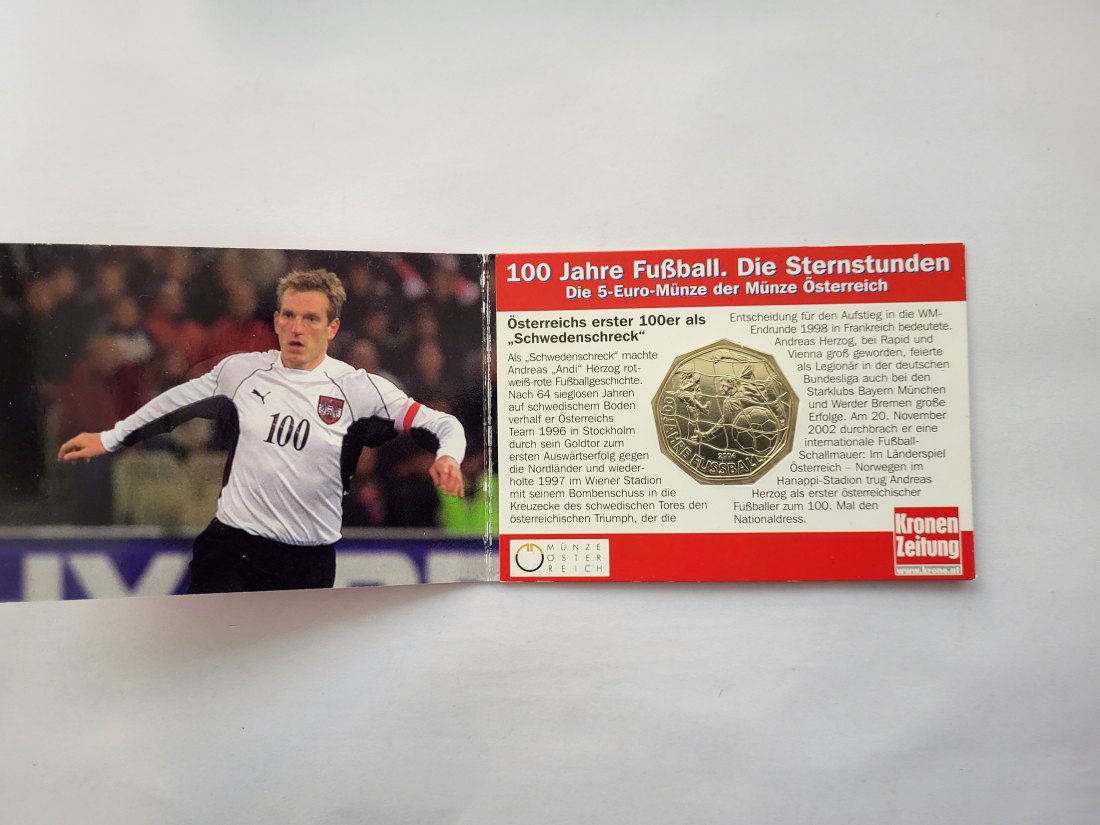 100
100 Jahre Fußball. Die Sternstunden
Die 5-Euro-Münze der Münze Österreich
Österreichs erster 100er als
„Schwedenschreck“
Als „Schwedenschreck“ machte
Andreas „Andi“ Herzog rot-
weiß-rote Fußballgeschichte.
Nach 64 sieglosen Jahren
auf schwedischem Boden
verhalf er Österreichs
Team 1996 in Stockholm
durch sein Goldtor zum
ersten Auswärtserfolg gegen
die Nordländer und wieder-
holte 1997 im Wiener Stadion
mit seinem Bombenschuss in die
Kreuzecke des schwedischen Tores den
österreichischen Triumph, der die
Entscheidung für den Aufstieg in die WM-
Endrunde 1998 in Frankreich bedeutete.
Andreas Herzog, bei Rapid und
Vienna groß geworden, feierte
als Legionär in der deutschen
Bundesliga auch bei den
Starklubs Bayern München
und Werder Bremen große
Erfolge. Am 20. November
2002 durchbrach er eine
internationale Fußball-
Schallmauer: Im Länderspiel
Österreich – Norwegen im
Hanappi-Stadion trug Andreas
Herzog als erster österreichischer
Fußballer zum 100. Mal den
Nationaldress.
2004
100 JAHRE FUSSBALL
MÜNZE
ÖSTER
REICH
Kronen
Zeitung
www.krone.at